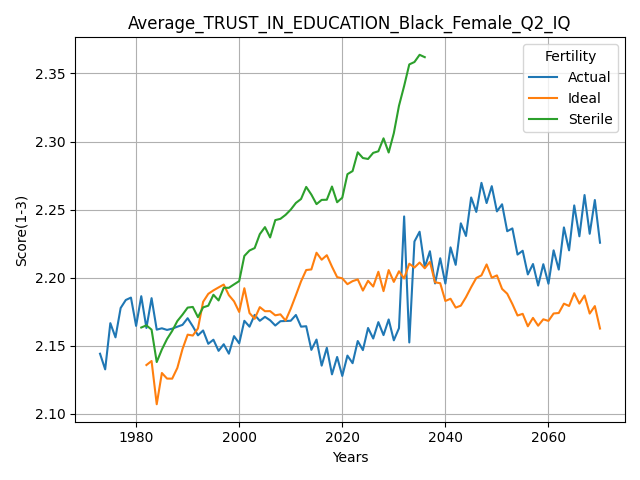 Average_TRUST_IN_EDUCATION_Black_Female_Q2_IQ
Fertility
Actual
Ideal
Sterile
Score(1-3)
2.35
2.30
2.25
2.20
2.15
2.10
1980
2000
2020
2040
2060
Years